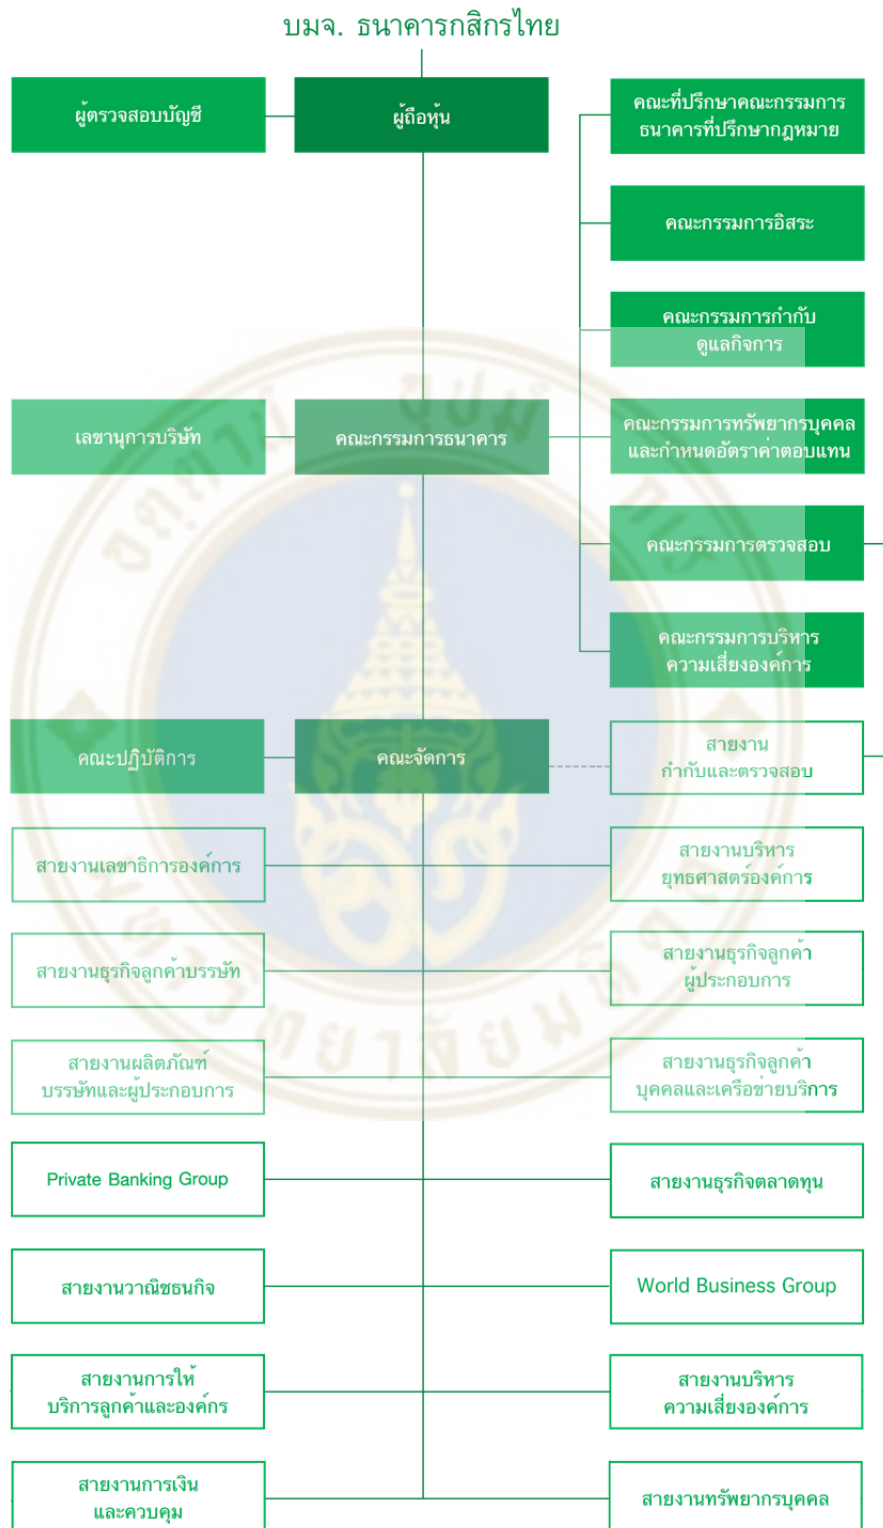 บมจ. ธนาคารกสิกรไทย
ผู้ตรวจสอบบัญชี
ผู้ถือหุ้น
คณะที่ปรึกษาคณะกรรมการ
ธนาคารที่ปรึกษากฎหมาย
คณะกรรมการอิสระ
คณะกรรมการกำกับ
ดูแลกิจการ
เลขานุการบริษัท
คณะกรรมการธนาคาร
คณะกรรมการทรัพยากรบุคคล
และกำหนดอัตราค่าตอบแทน
คณะกรรมการตรวจสอบ
คณะกรรมการบริหาร
ความเสี่ยงองค์การ
คณะปฏิบัติการ
คณะจัดการ
สายงาน
กำกับและตรวจสอบ
สายงานเลขาธิการองค์การ
สายงานบริหาร
ยุทธศาสตร์องค์การ
สายงานธุรกิจลูกค้าบรรษัท
สายงานธุรกิจลูกค้า
ผู้ประกอบการ
สายงานผลิตภัณฑ์
บรรษัทและผู้ประกอบการ
สายงานธุรกิจลูกค้า
บุคคลและเครือข่ายบริการ
Private Banking Group
สายงานธุรกิจตลาดทุน
สายงานวาณิชธนกิจ
World Business Group
สายงานการให้
บริการลูกค้าและองค์กร
สายงานบริหาร
ความเสี่ยงองค์การ
สายงานการเงิน
และควบคุม
สายงานทรัพยากรบุคคล
อตฺตานํ อุปมํ กเร
มหาวิทยาลัยมหิดล